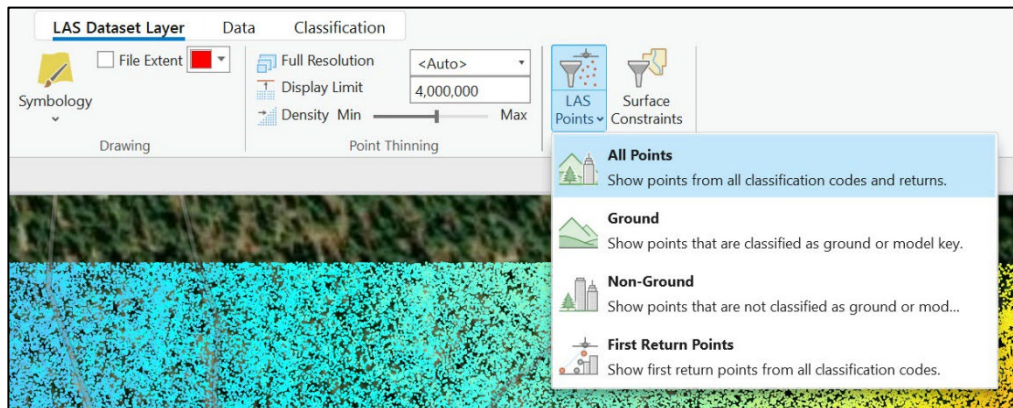 LAS Dataset Layer Data Classification
File Extent
Symbology
Drawing
Full Resolution <Auto>
Display Limit 4,000,000
Density Min Max
Point Thinning
LAS
Points
Surface
Constraints
All Points
Show points from all classification codes and returns.
Ground
Show points that are classified as ground or model key.
Non-Ground
Show points that are not classified as ground or mod...
First Return Points
Show first return points from all classification codes.